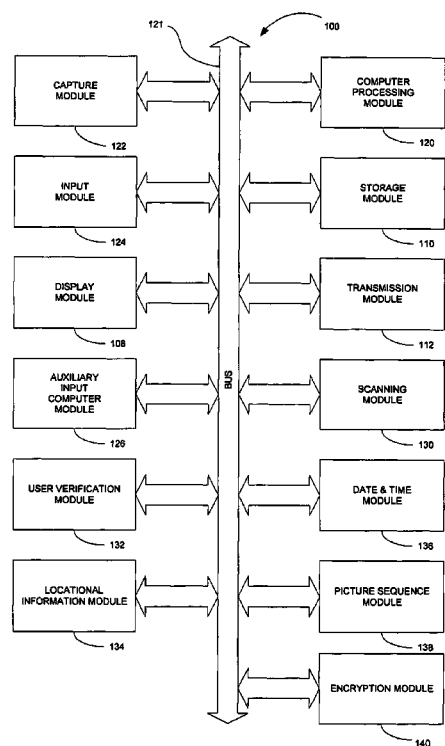 121
100
CAPTURE
MODULE
122
COMPUTER
PROCESSING
MODULE
120
INPUT
MODULE
124
STORAGE
MODULE
110
DISPLAY
MODULE
108
TRANSMISSION
MODULE
112
BUS
AUXILIARY
INPUT
COMPUTER
MODULE
126
SCANNING
MODULE
130
USER VERIFICATION
MODULE
132
DATE & TIME
MODULE
136
LOCATIONAL
INFORMATION MODULE
134
PICTURE SEQUENCE
MODULE
138
ENCRYPTION MODULE
140